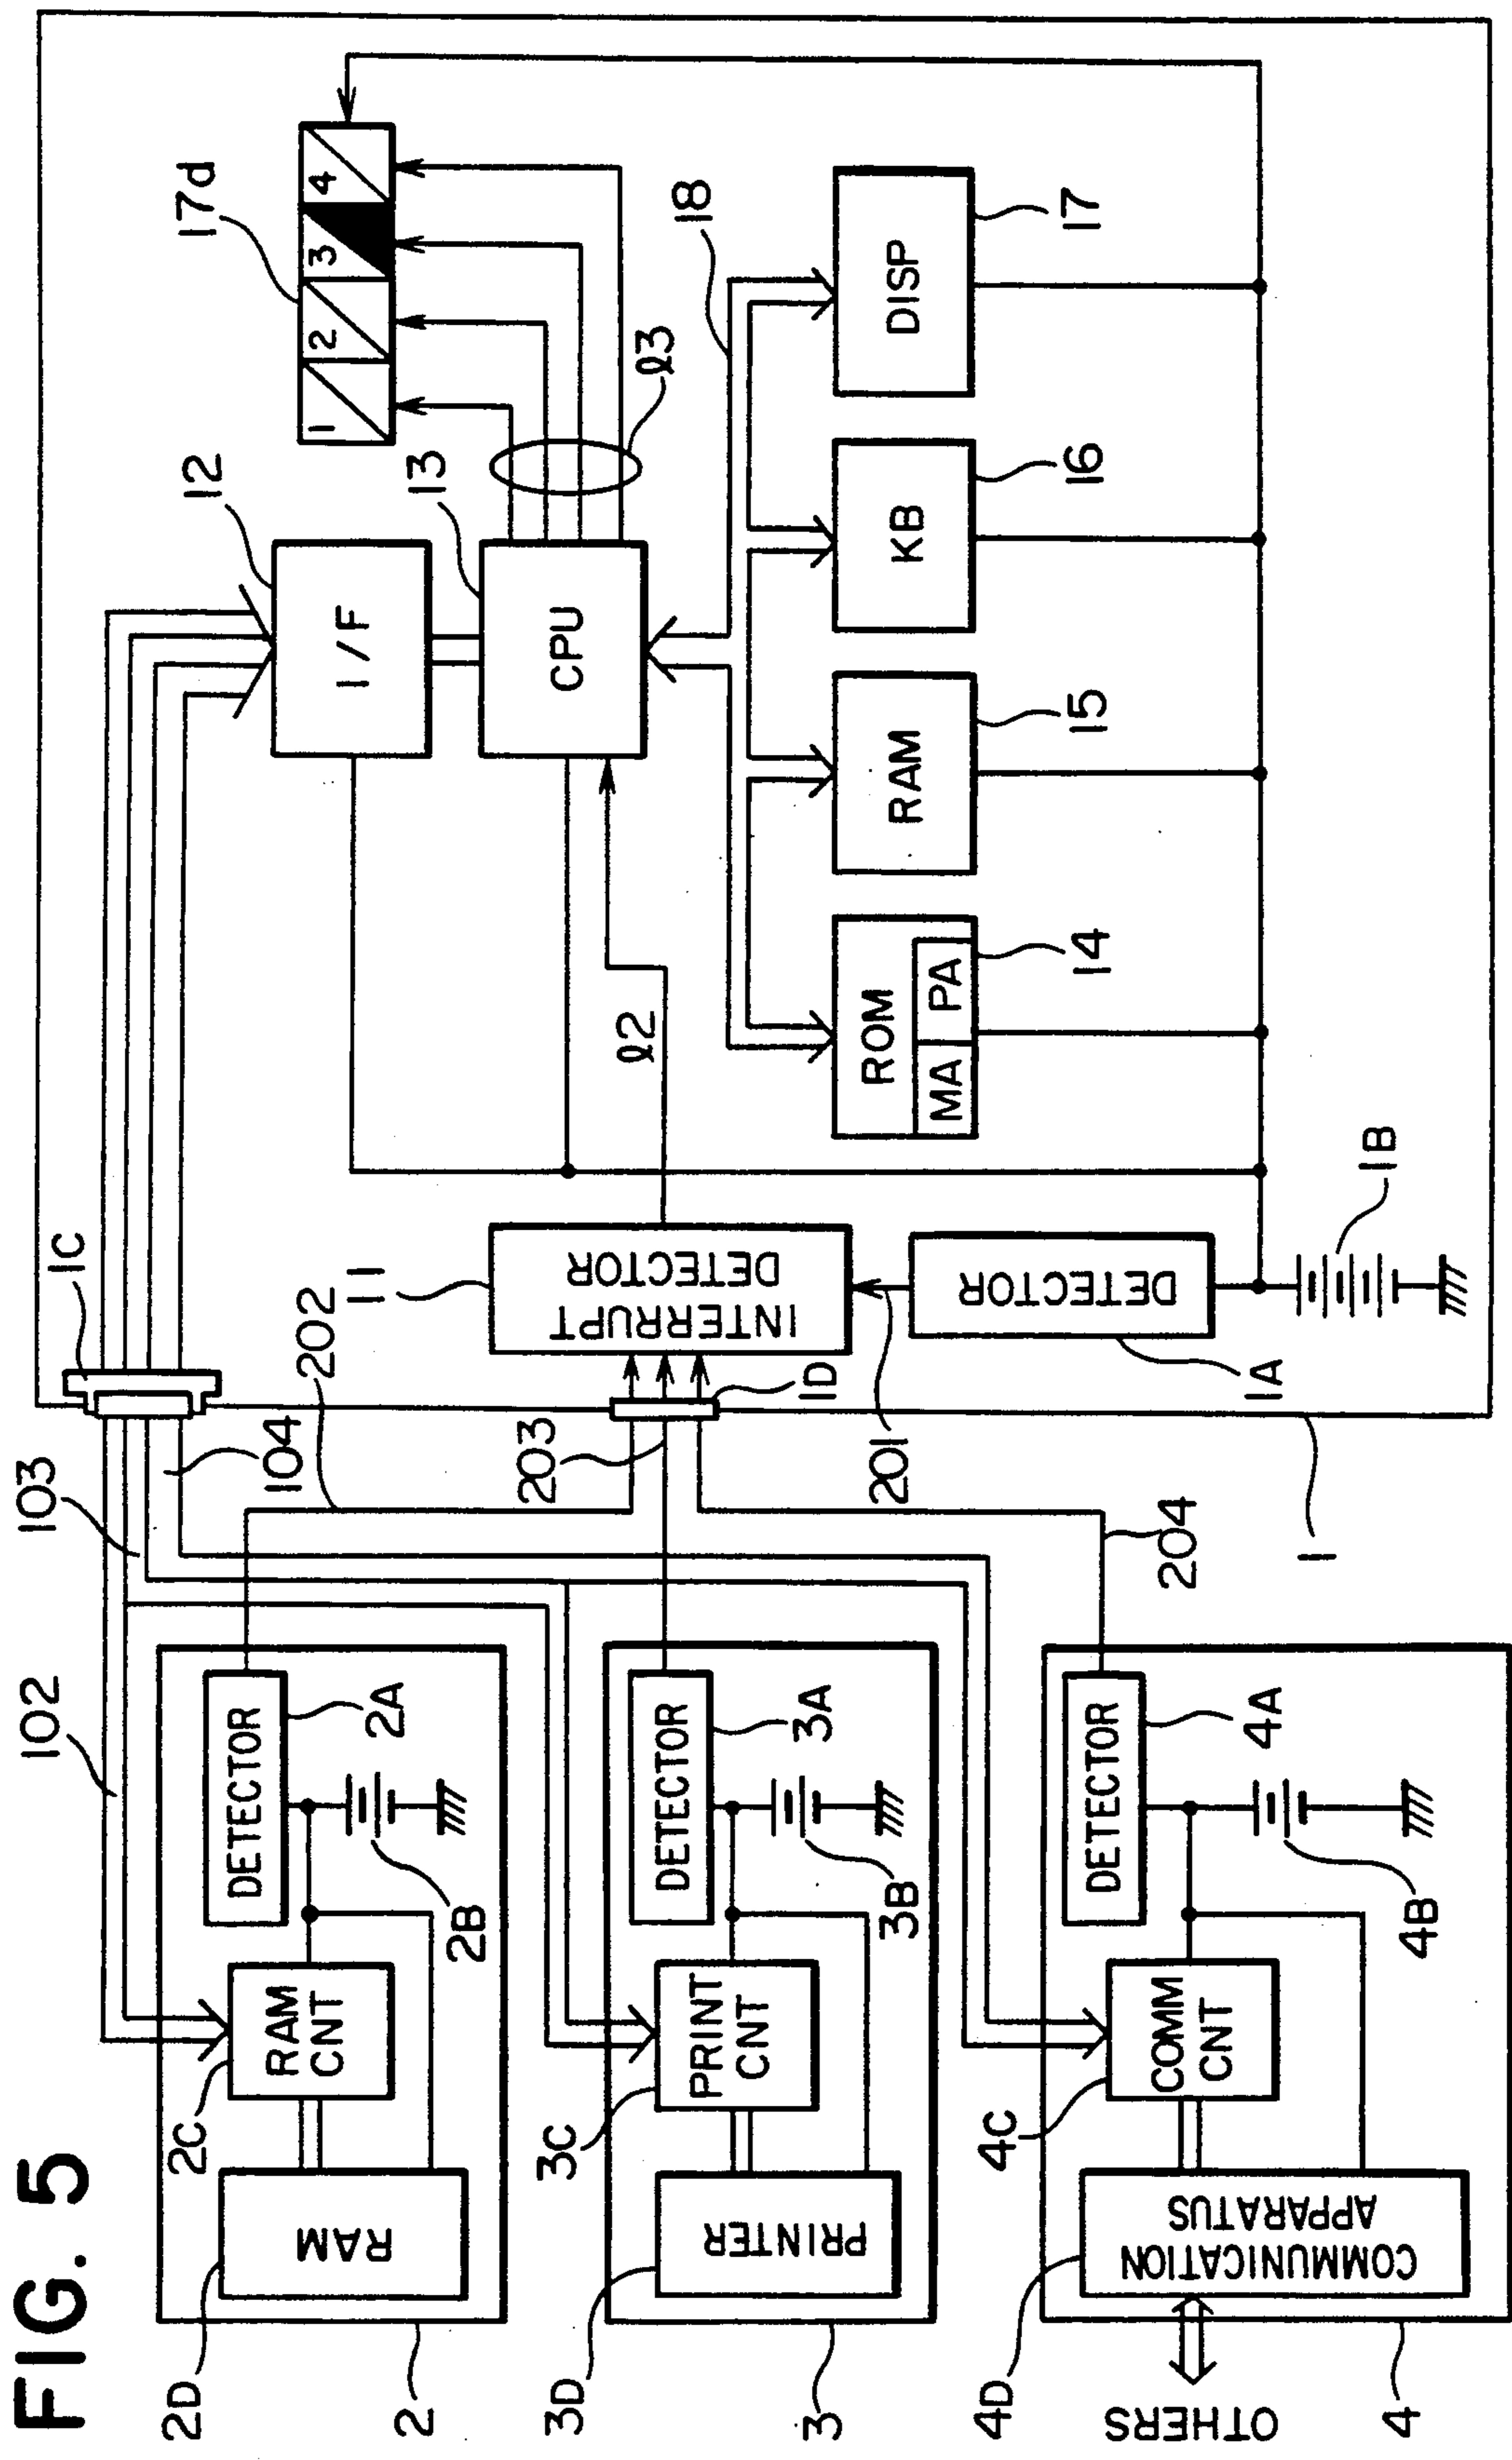 FIG. 5
102
103
104
1C
202
203
204
201
1D
1A
1B
1
11
INTERRUPT
DETECTOR
DETECTOR
ℓ2
12
I/F
13
CPU
ℓ3
17d
1
2
3
4
18
ROM
MA
PA
14
RAM
15
KB
16
DISP
17
2D
RAM
2C
RAM
CNT
2B
DETECTOR
2A
2
3D
PRINTER
3C
PRINT
CNT
3B
DETECTOR
3A
3
4D
COMMUNICATION
APPARATUS
4C
COMM
CNT
4B
DETECTOR
4A
4
OTHERS